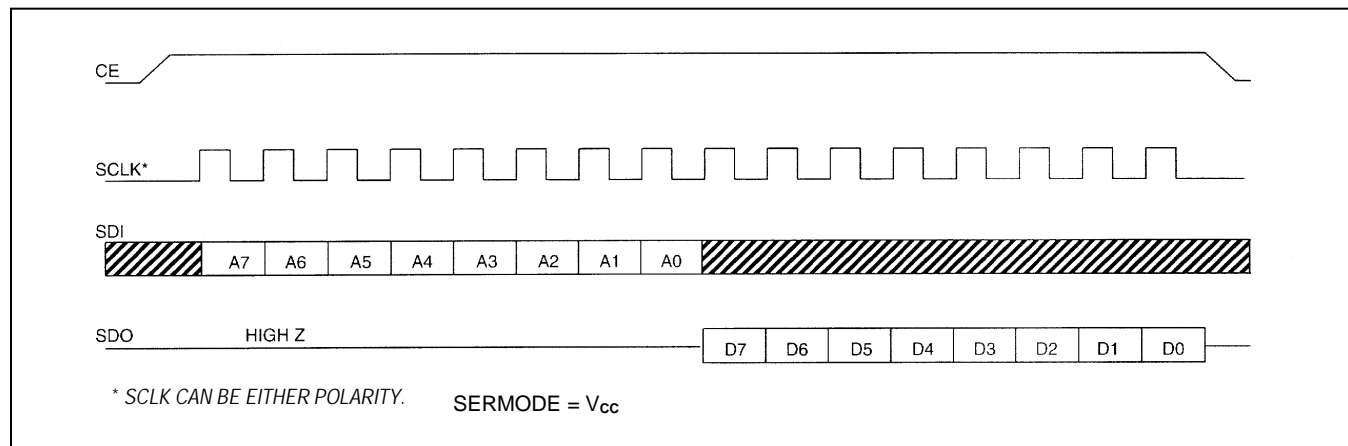 CE
SCLK*
SDI
A7 A6 A5 A4 A3 A2 A1 A0
SDO HIGH Z
D7 D6 D5 D4 D3 D2 D1 D0
* SCLK CAN BE EITHER POLARITY. SERMODE = Vcc